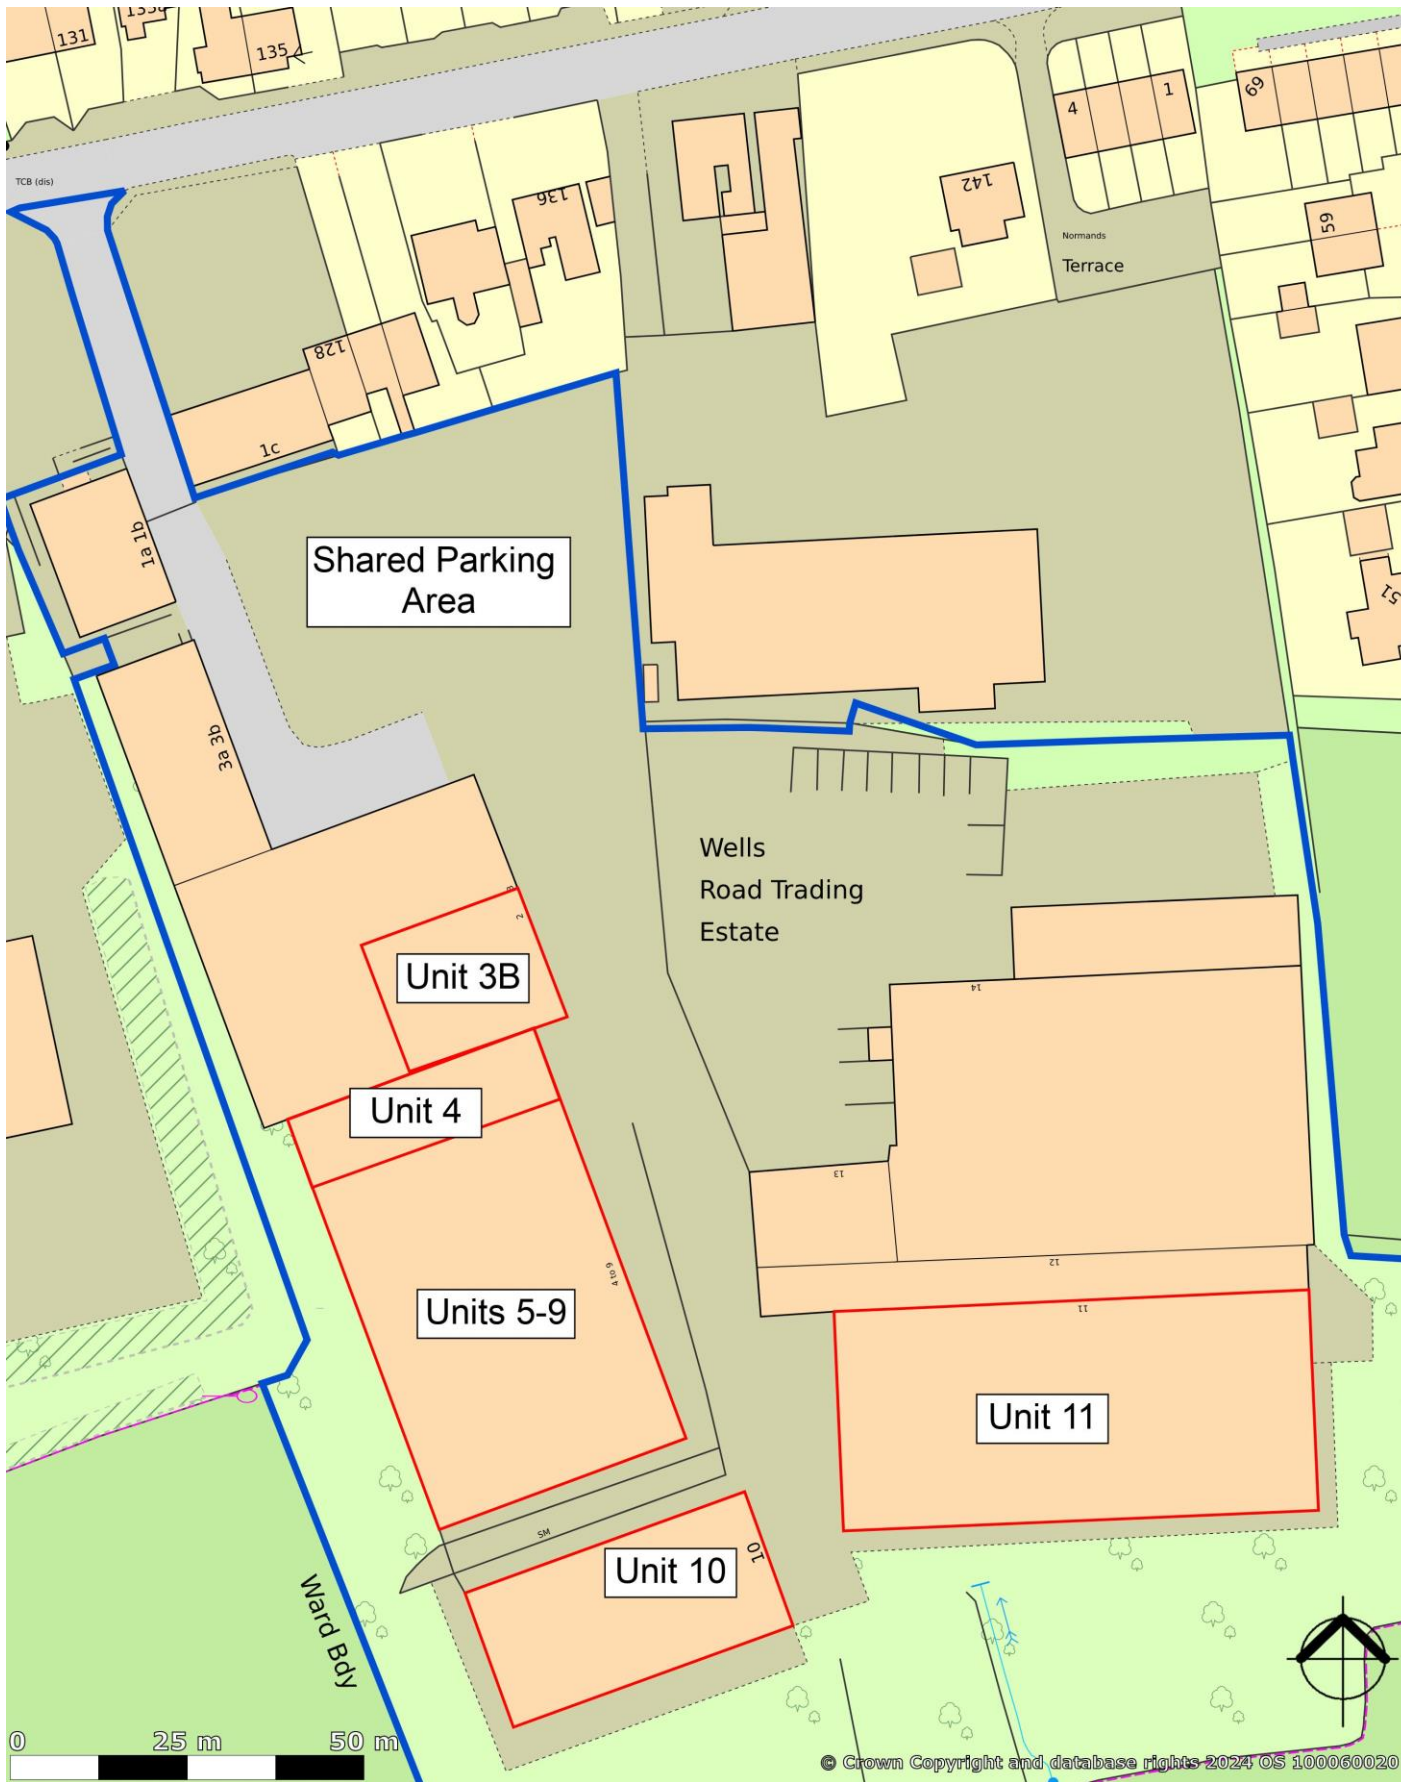 131
133a
135
TCB (dis)
136
142
4
1
69
59
Normands
Terrace
128
1c
1a 1b
Shared Parking
Area
51
3a 3b
Wells
Road Trading
Estate
2
Unit 3B
14
Unit 4
13
12
4 to 9
11
Units 5-9
Unit 11
SM
10
Unit 10
Ward Bdy
0 25 m 50 m
© Crown Copyright and database rights 2024 OS 100060020